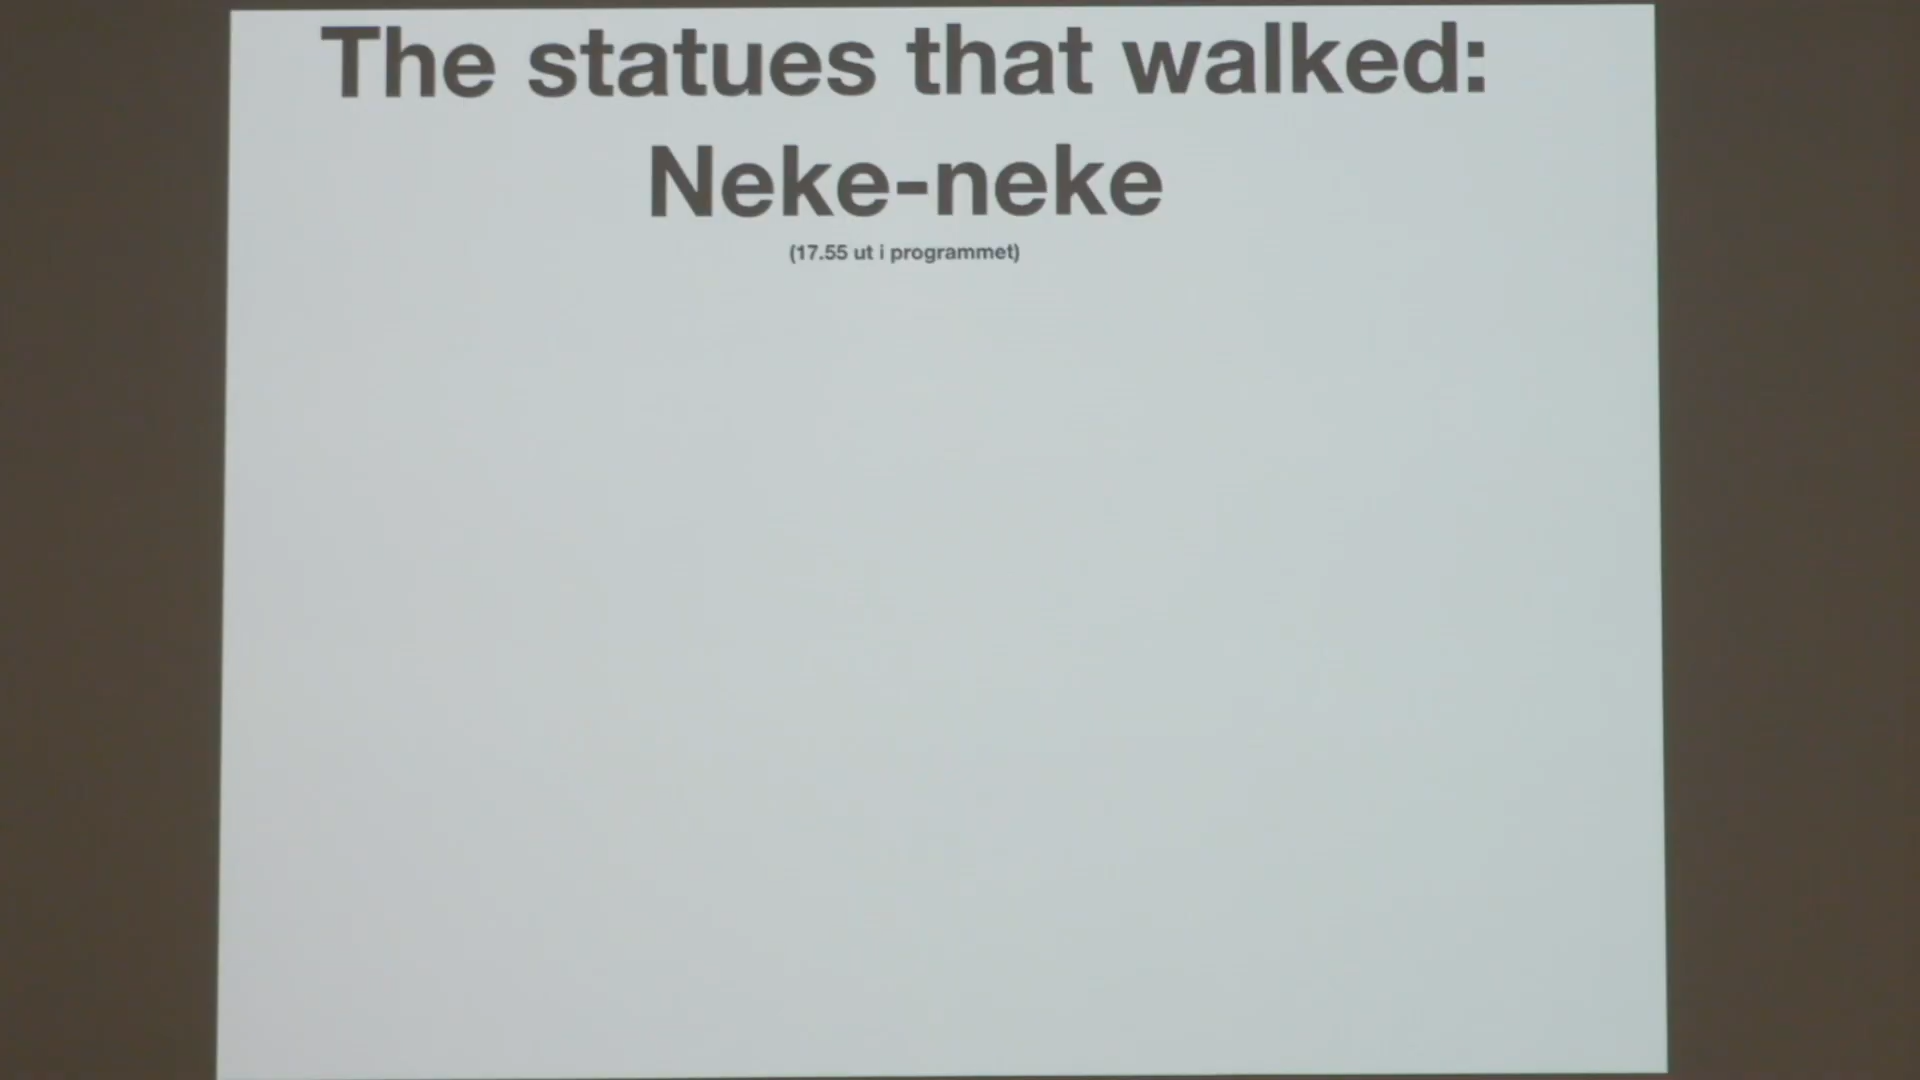 The statues that walked:
Neke-neke
(17.55 ut i programmet)